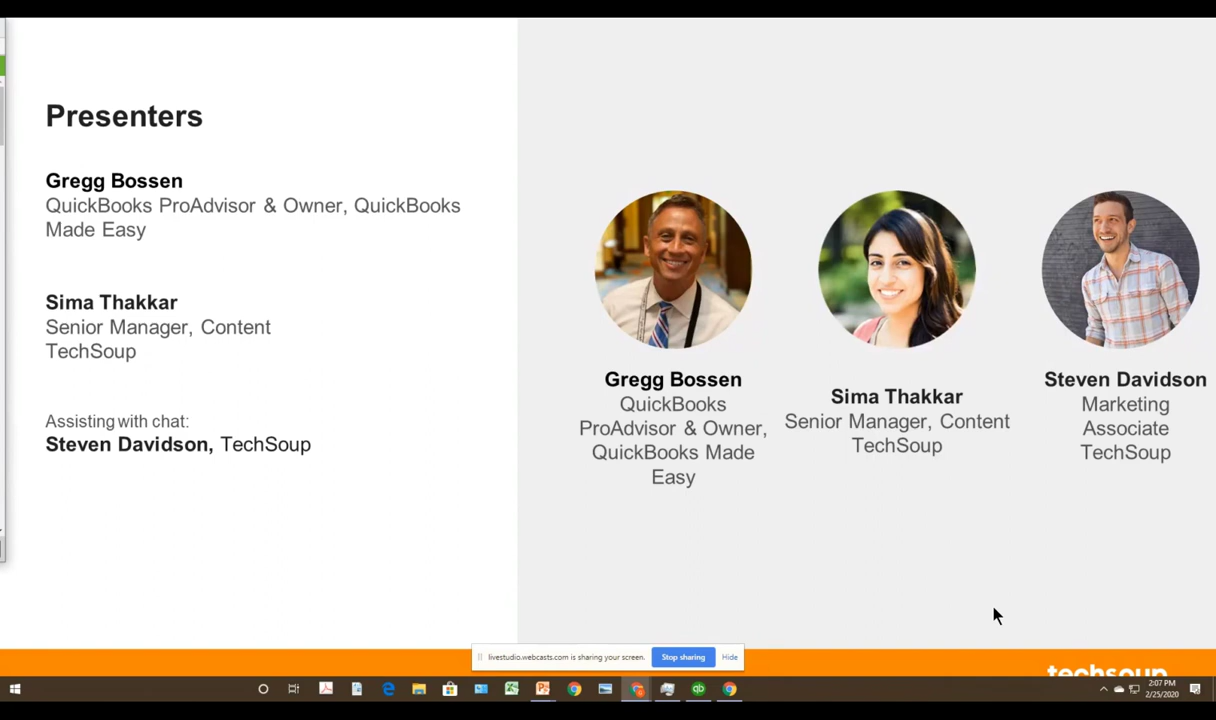 Presenters
Gregg Bossen
QuickBooks ProAdvisor & Owner, QuickBooks
Made Easy
Sima Thakkar
Senior Manager, Content
TechSoup
Assisting with chat:
Steven Davidson, TechSoup
Gregg Bossen
QuickBooks
ProAdvisor & Owner,
QuickBooks Made
Easy
Sima Thakkar
Senior Manager, Content
TechSoup
Steven Davidson
Marketing
Associate
TechSoup
livestudio.webcasts.com is sharing your screen.
Stop sharing
Hide
techsoup
qb
2:07 PM
2/25/2020